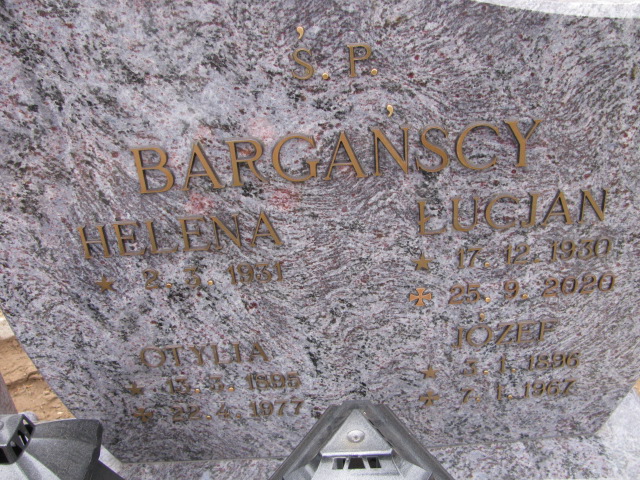 Ś. P.
BARGAŃSCY
HELENA
* 2. 3. 1931
ŁUCJAN
* 17. 12. 1930
✠ 25. 9. 2020
OTYLIA
* 13. 3. 1895
* 22. 4. 1977
JÓZEF
* 3. 1. 1896
* 7. 1. 1967